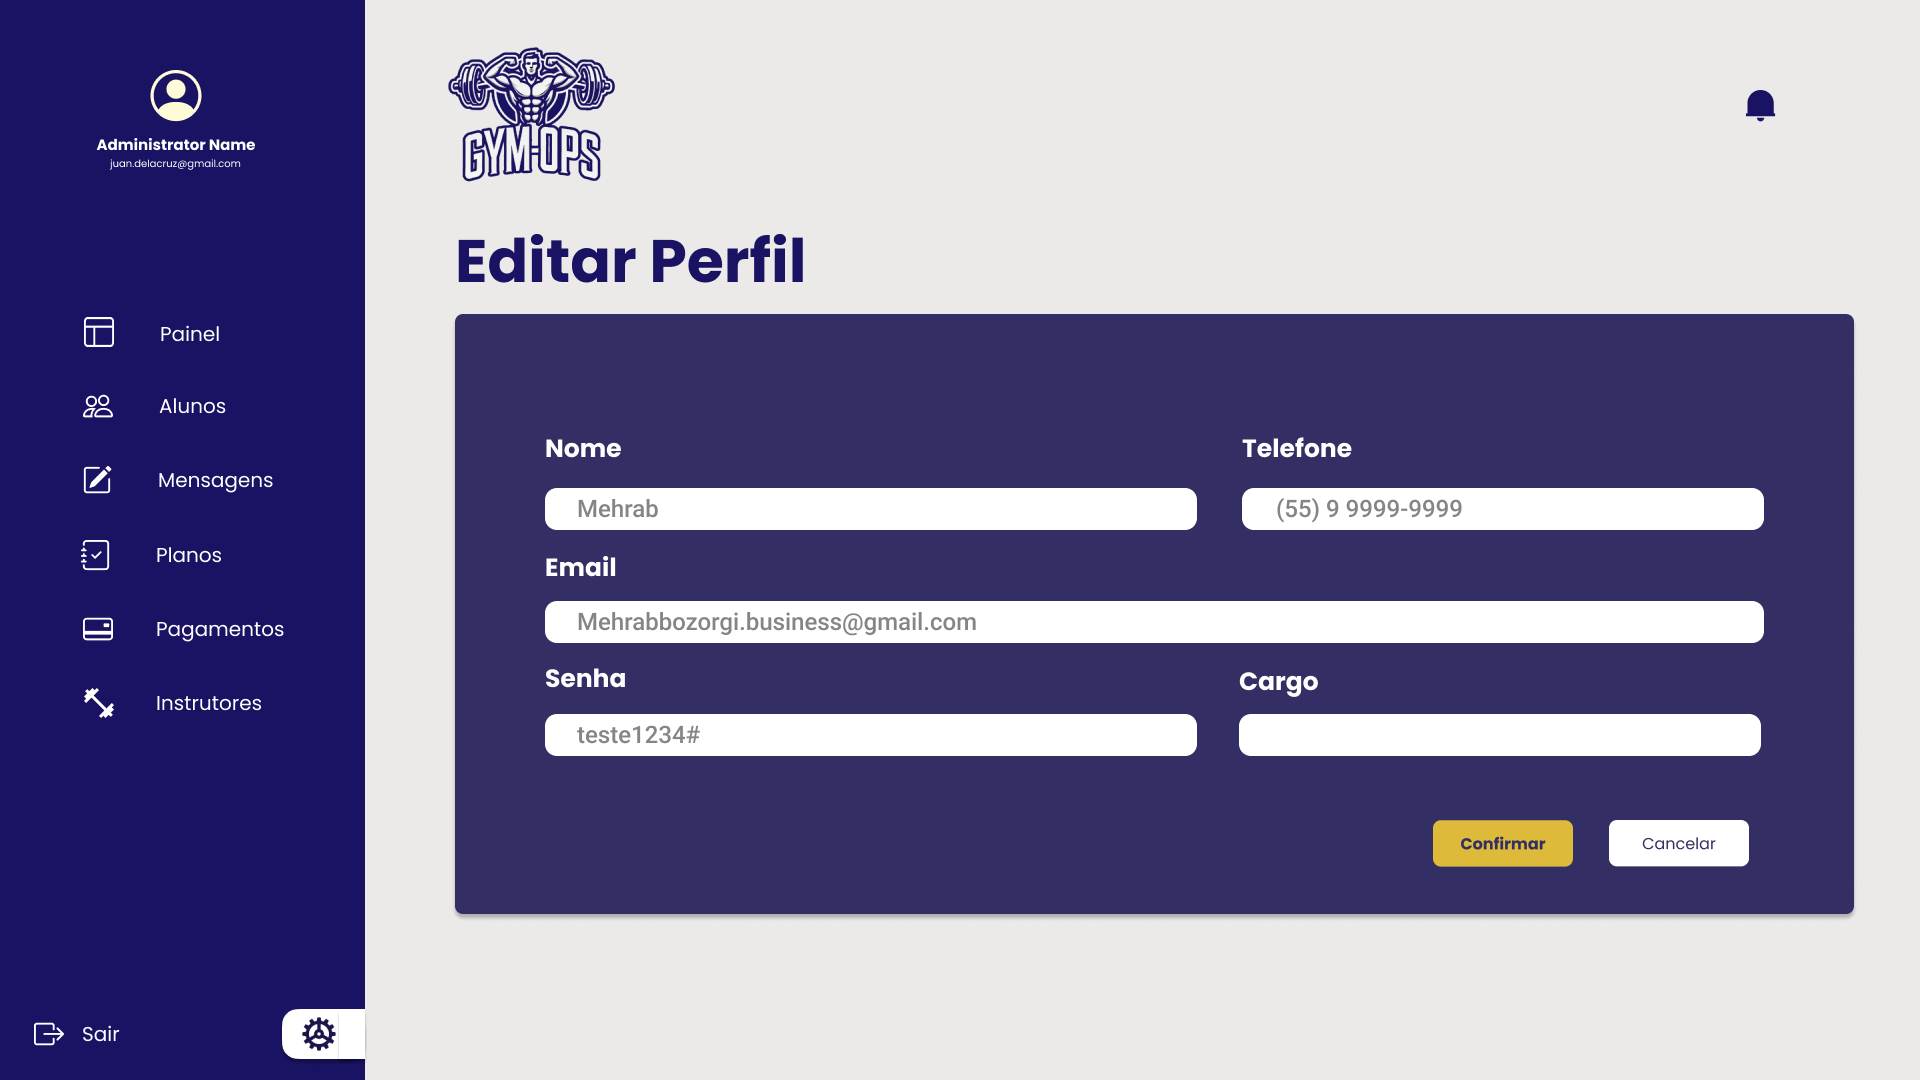 Administrator Name
juan.delacruz@gmail.com
Painel
Alunos
Mensagens
Planos
Pagamentos
Instrutores
Sair
GYM-OPS
Editar Perfil
Nome
Telefone
Mehrab
(55) 9 9999-9999
Email
Mehrabbozorgi.business@gmail.com
Senha
Cargo
teste1234#
Confirmar
Cancelar